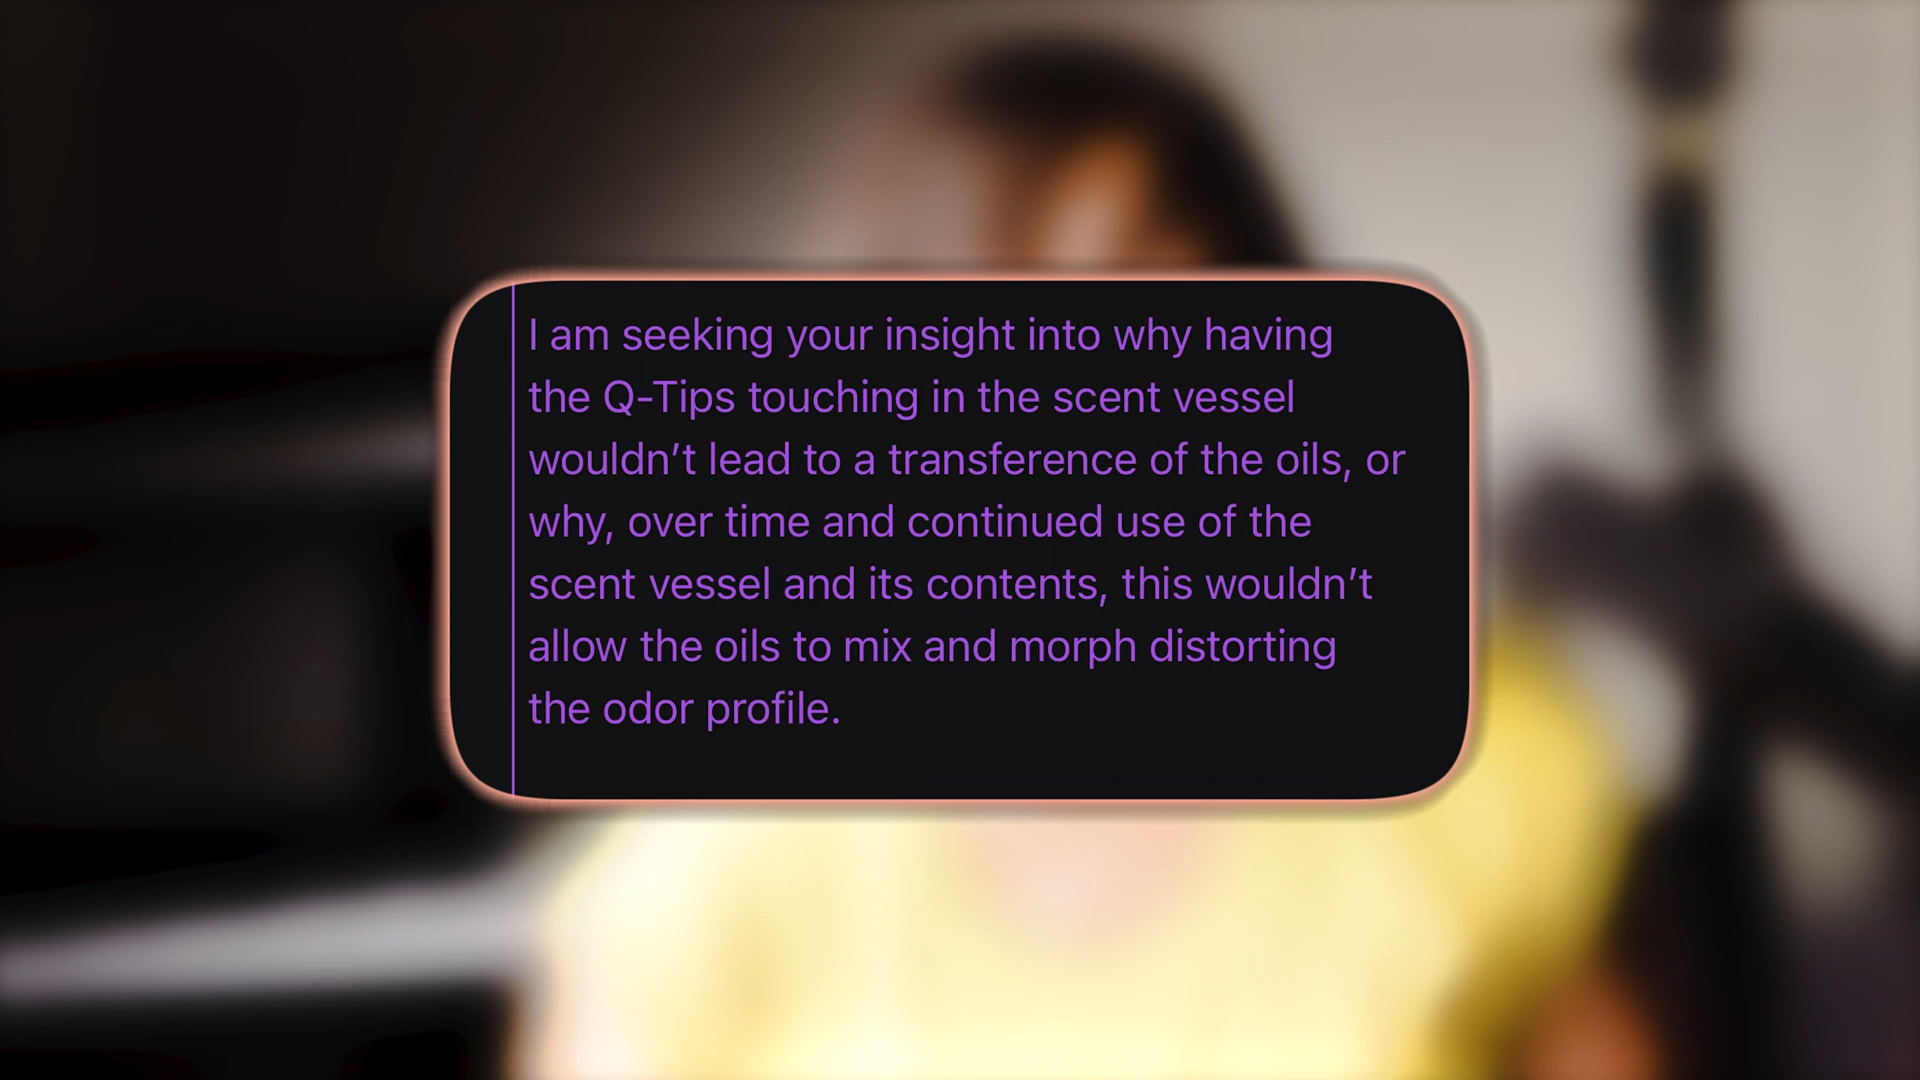 I am seeking your insight into why having
the Q-Tips touching in the scent vessel
wouldn’t lead to a transference of the oils, or
why, over time and continued use of the
scent vessel and its contents, this wouldn’t
allow the oils to mix and morph distorting
the odor profile.